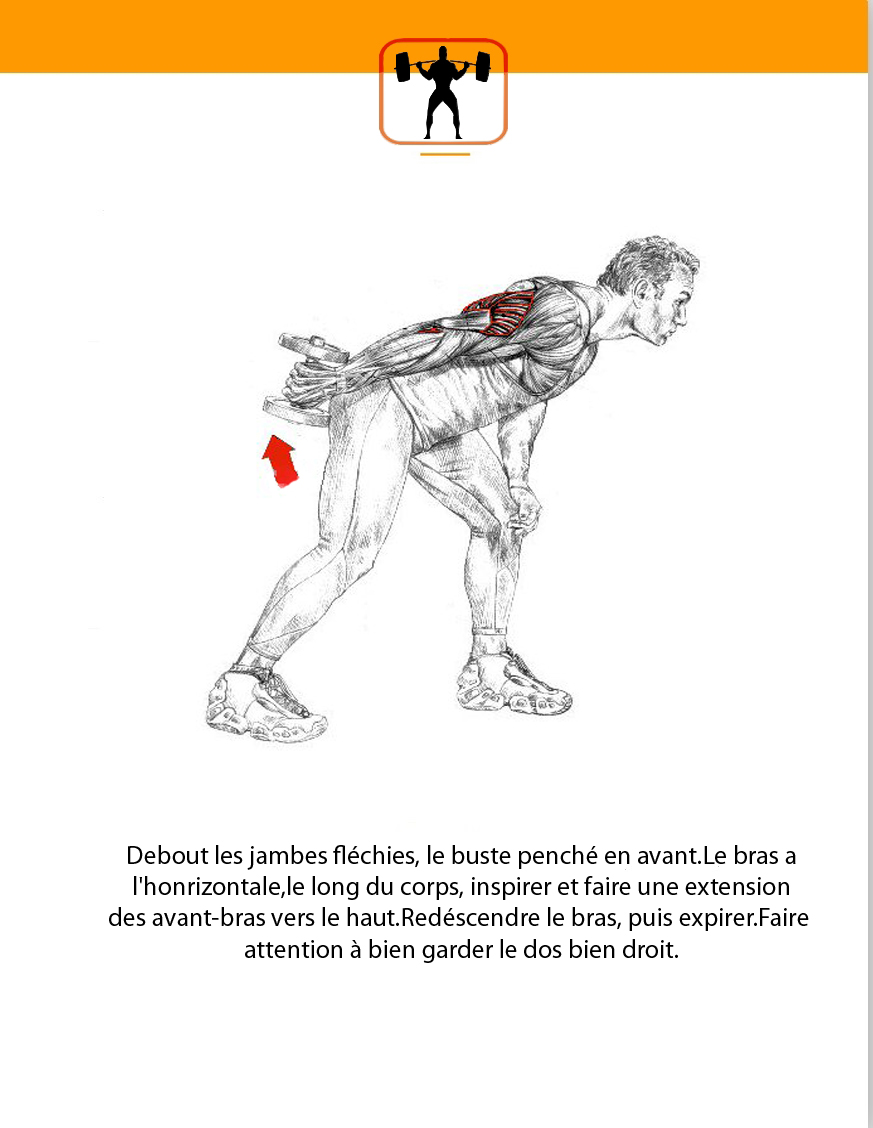 Debout les jambes fléchies, le buste penché en avant.Le bras a
l'honrizontale,le long du corps, inspirer et faire une extension
des avant-bras vers le haut.Redéscendre le bras, puis expirer.Faire
attention à bien garder le dos bien droit.